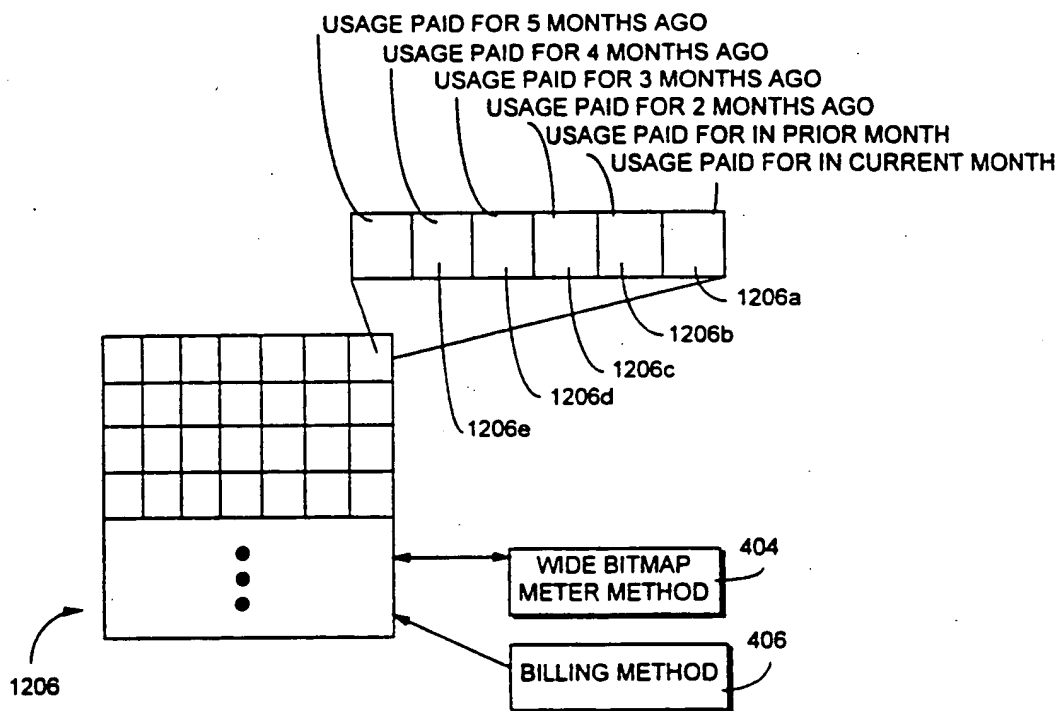 USAGE PAID FOR 5 MONTHS AGO
USAGE PAID FOR 4 MONTHS AGO
USAGE PAID FOR 3 MONTHS AGO
USAGE PAID FOR 2 MONTHS AGO
USAGE PAID FOR IN PRIOR MONTH
USAGE PAID FOR IN CURRENT MONTH
1206a
1206b
1206c
1206d
1206e
404
WIDE BITMAP
METER METHOD
406
BILLING METHOD
1206